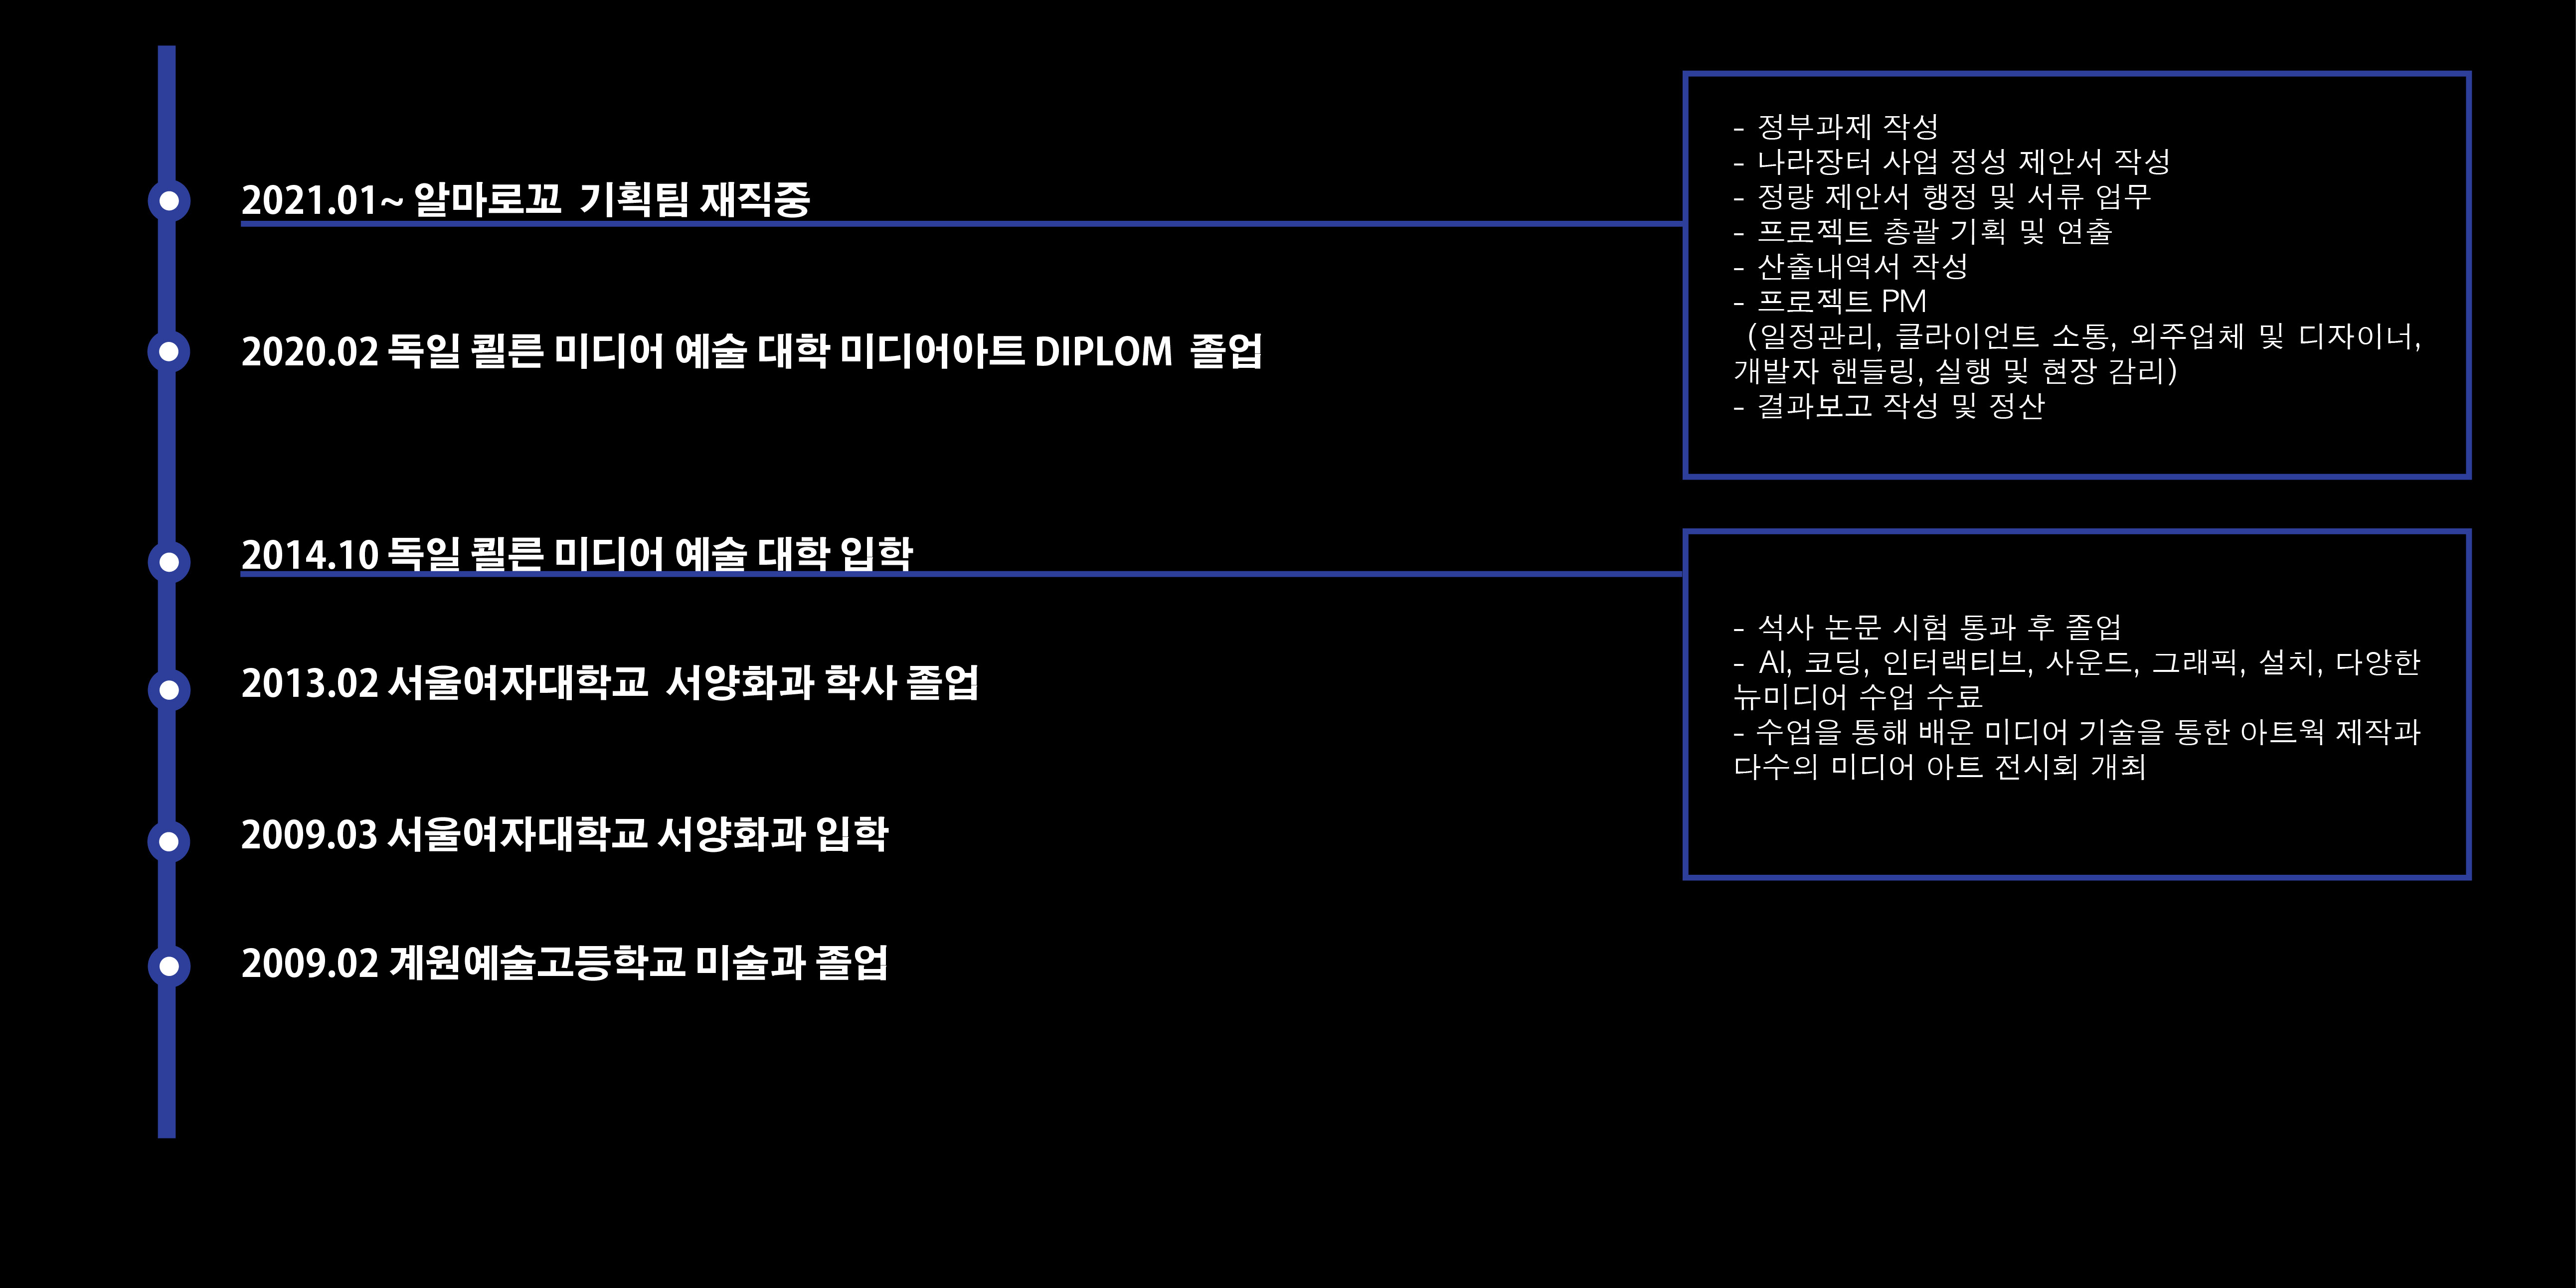 2021.01~ 알마로꼬 기획팀 재직중
- 정부과제 작성
- 나라장터 사업 정성 제안서 작성
- 정량 제안서 행정 및 서류 업무
- 프로젝트 총괄 기획 및 연출
- 산출내역서 작성
- 프로젝트 PM
(일정관리, 클라이언트 소통, 외주업체 및 디자이너,
개발자 핸들링, 실행 및 현장 감리)
- 결과보고 작성 및 정산
2020.02 독일 쾰른 미디어 예술 대학 미디어아트 DIPLOM 졸업
2014.10 독일 쾰른 미디어 예술 대학 입학
- 석사 논문 시험 통과 후 졸업
- AI, 코딩, 인터랙티브, 사운드, 그래픽, 설치, 다양한
뉴미디어 수업 수료
- 수업을 통해 배운 미디어 기술을 통한 아트웍 제작과
다수의 미디어 아트 전시회 개최
2013.02 서울여자대학교 서양화과 학사 졸업
2009.03 서울여자대학교 서양화과 입학
2009.02 계원예술고등학교 미술과 졸업